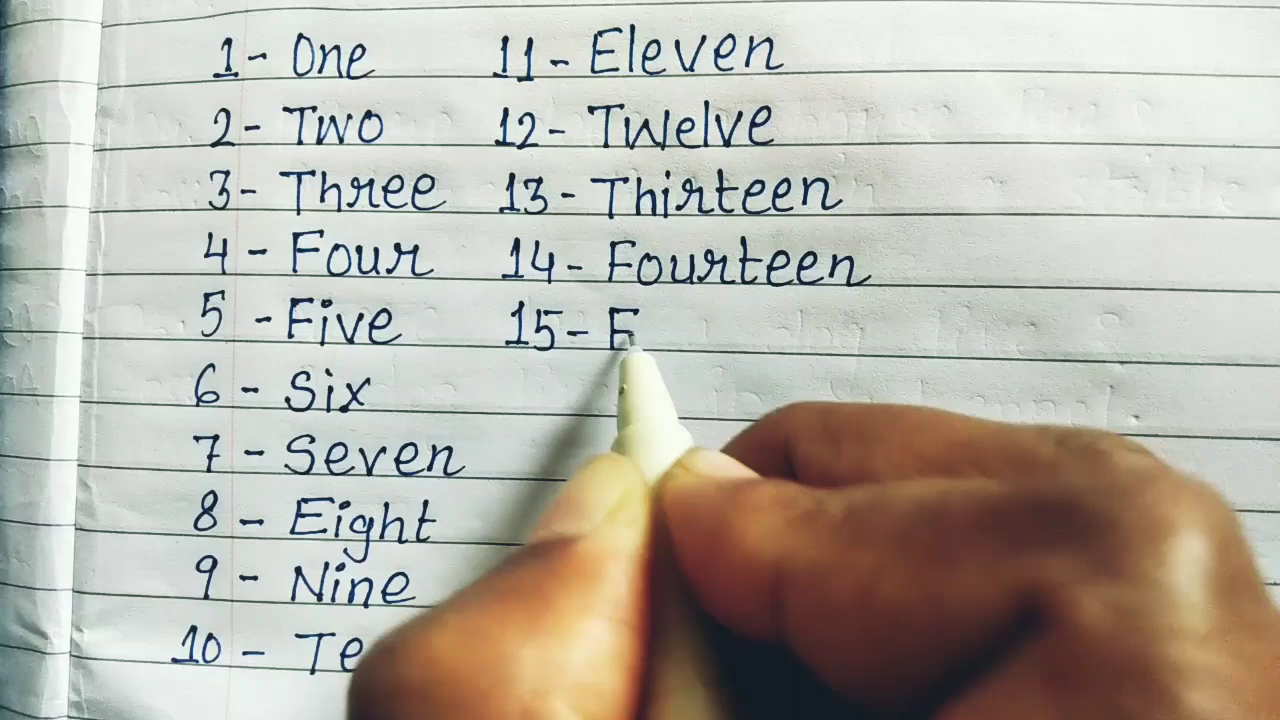 1 - One
2 - Two
3 - Three
4 - Four
5 - Five
6 - Six
7 - Seven
8 - Eight
9 - Nine
10 - Te
11 - Eleven
12 - Twelve
13 - Thirteen
14 - Fourteen
15 - F